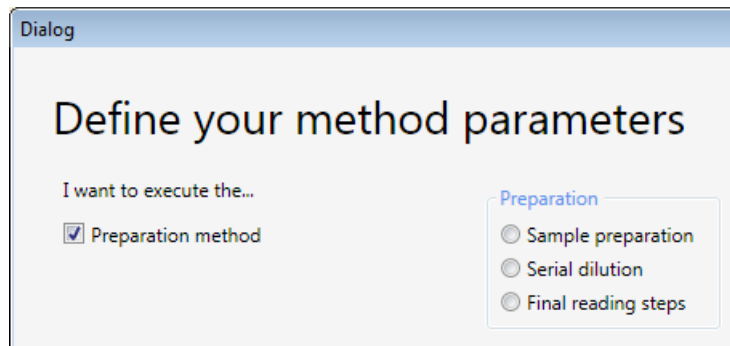 Dialog
Define your method parameters
I want to execute the...
Preparation method
Preparation
Sample preparation
Serial dilution
Final reading steps